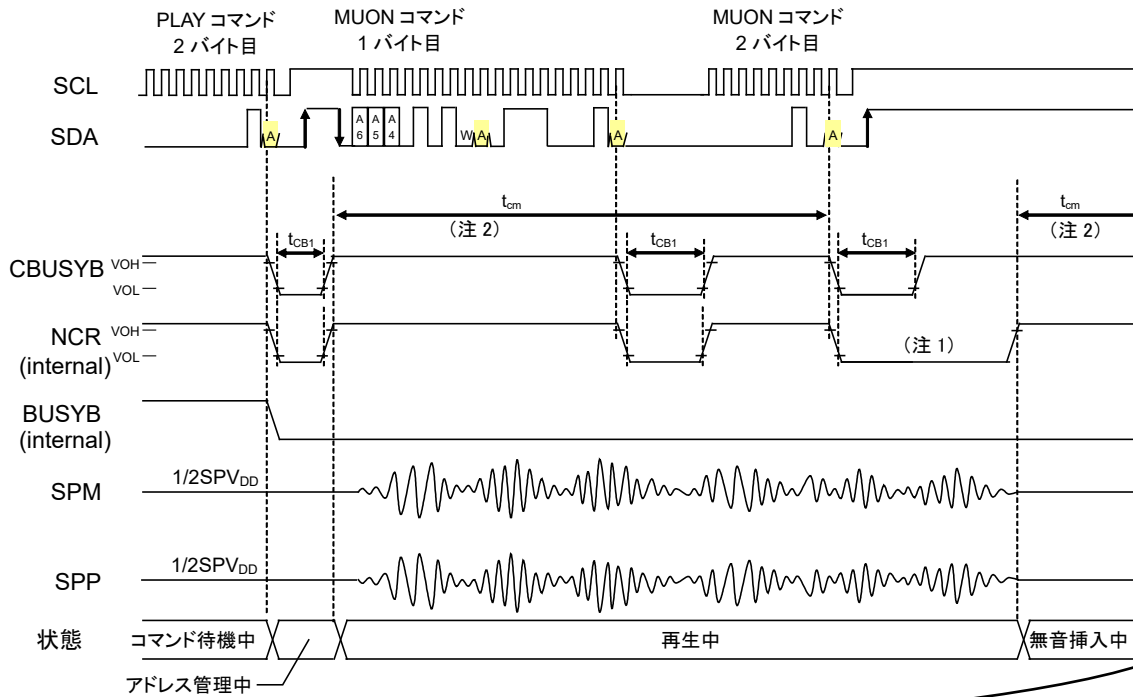 PLAY コマンド
2 バイト目
MUON コマンド
1 バイト目
MUON コマンド
2 バイト目
SCL
SDA
A
A6
A5
A4
W
A
A
A
tcm
(注 2)
tcm
(注 2)
tCB1
tCB1
tCB1
CBUSYB
VOH
VOL
NCR
(internal)
VOH
VOL
(注 1)
BUSYB
(internal)
SPM
1/2SPVDD
SPP
1/2SPVDD
状態
コマンド待機中
再生中
無音挿入中
アドレス管理中